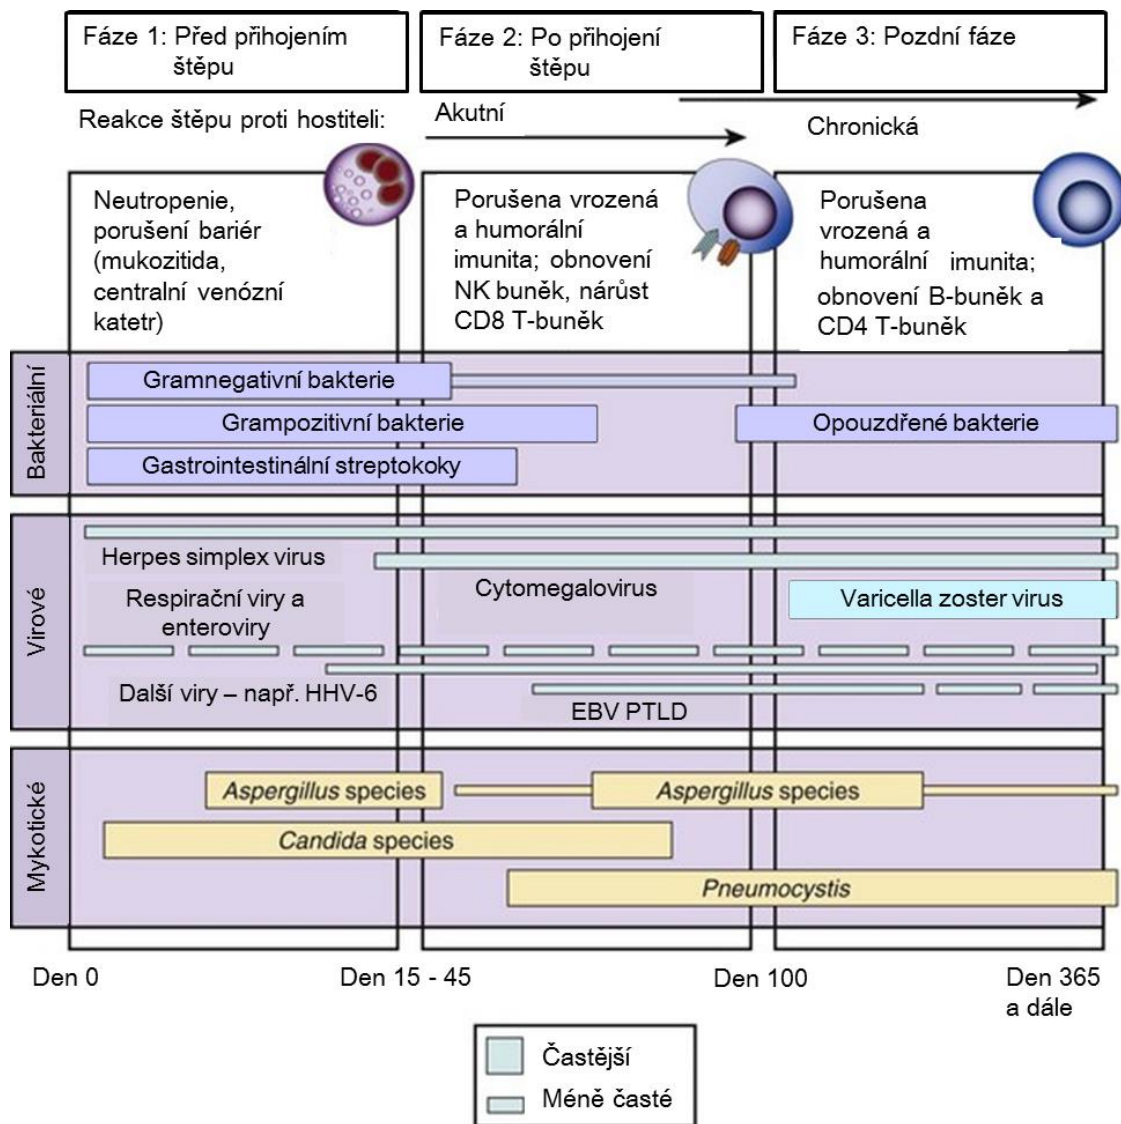 Fáze 1: Před přihojením
štěpu
Fáze 2: Po přihojení
štěpu
Fáze 3: Pozdní fáze
Reakce štěpu proti hostiteli:
Akutní
Chronická
Neutropenie,
porušení bariér
(mukozitida,
centralní venózní
katetr)
Porušena vrozená
a humorální
imunita; obnovení
NK buněk, nárůst
CD8 T-buněk
Porušena
vrozená a
humorální imunita;
obnovení B-buněk a
CD4 T-buněk
Bakteriální
Gramnegativní bakterie
Grampozitivní bakterie
Opouzdřené bakterie
Gastrointestinální streptokoky
Virové
Herpes simplex virus
Cytomegalovirus
Respirační viry a
enteroviry
Varicella zoster virus
Další viry – např. HHV-6
EBV PTLD
Mykotické
Aspergillus species
Aspergillus species
Candida species
Pneumocystis
Den 0
Den 15 - 45
Den 100
Den 365
a dále
Častější
Méně časté